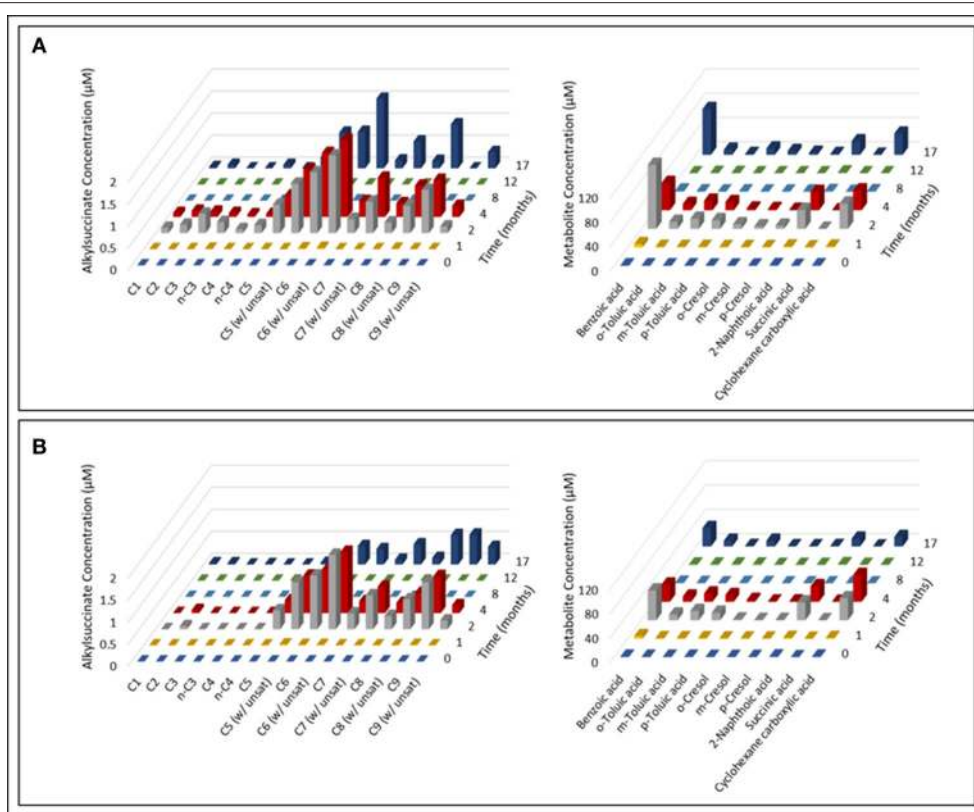 A
Alkylsuccinate Concentration (µM)
2
1.5
1
0.5
0
C1
C2
C3
n-C3
C4
n-C4
C5
C5 (w/ unsat)
C6
C6 (w/ unsat)
C7
C7 (w/ unsat)
C8
C8 (w/ unsat)
C9
C9 (w/ unsat)
17
12
8
4
2
1
0
Time (months)
Metabolite Concentration (µM)
120
80
40
0
Benzoic acid
o-Toluic acid
m-Toluic acid
p-Toluic acid
o-Cresol
m-Cresol
p-Cresol
2-Naphthoic acid
Succinic acid
Cyclohexane carboxylic acid
17
12
8
4
2
1
0
Time (months)
B
Alkylsuccinate Concentration (µM)
2
1.5
1
0.5
0
C1
C2
C3
n-C3
C4
n-C4
C5
C5 (w/ unsat)
C6
C6 (w/ unsat)
C7
C7 (w/ unsat)
C8
C8 (w/ unsat)
C9
C9 (w/ unsat)
17
12
8
4
2
1
0
Time (months)
Metabolite Concentration (µM)
120
80
40
0
Benzoic acid
o-Toluic acid
m-Toluic acid
p-Toluic acid
o-Cresol
m-Cresol
p-Cresol
2-Naphthoic acid
Succinic acid
Cyclohexane carboxylic acid
17
12
8
4
2
1
0
Time (months)